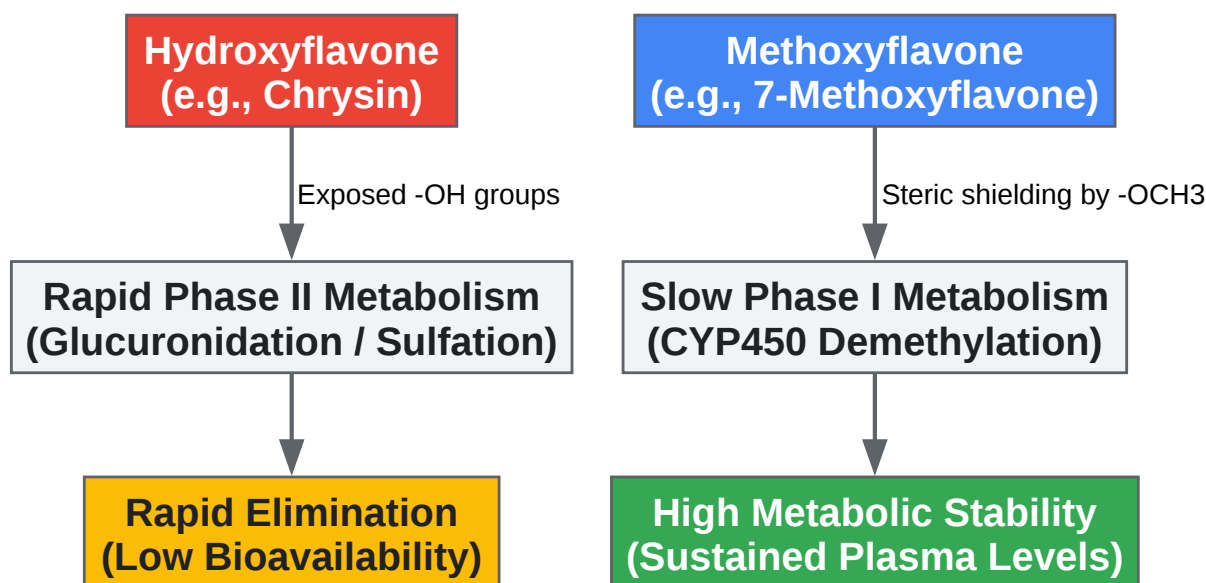 Hydroxyflavone
(e.g., Chrysin)
Exposed -OH groups
Rapid Phase II Metabolism
(Glucuronidation / Sulfation)
Rapid Elimination
(Low Bioavailability)
Methoxyflavone
(e.g., 7-Methoxyflavone)
Steric shielding by -OCH3
Slow Phase I Metabolism
(CYP450 Demethylation)
High Metabolic Stability
(Sustained Plasma Levels)